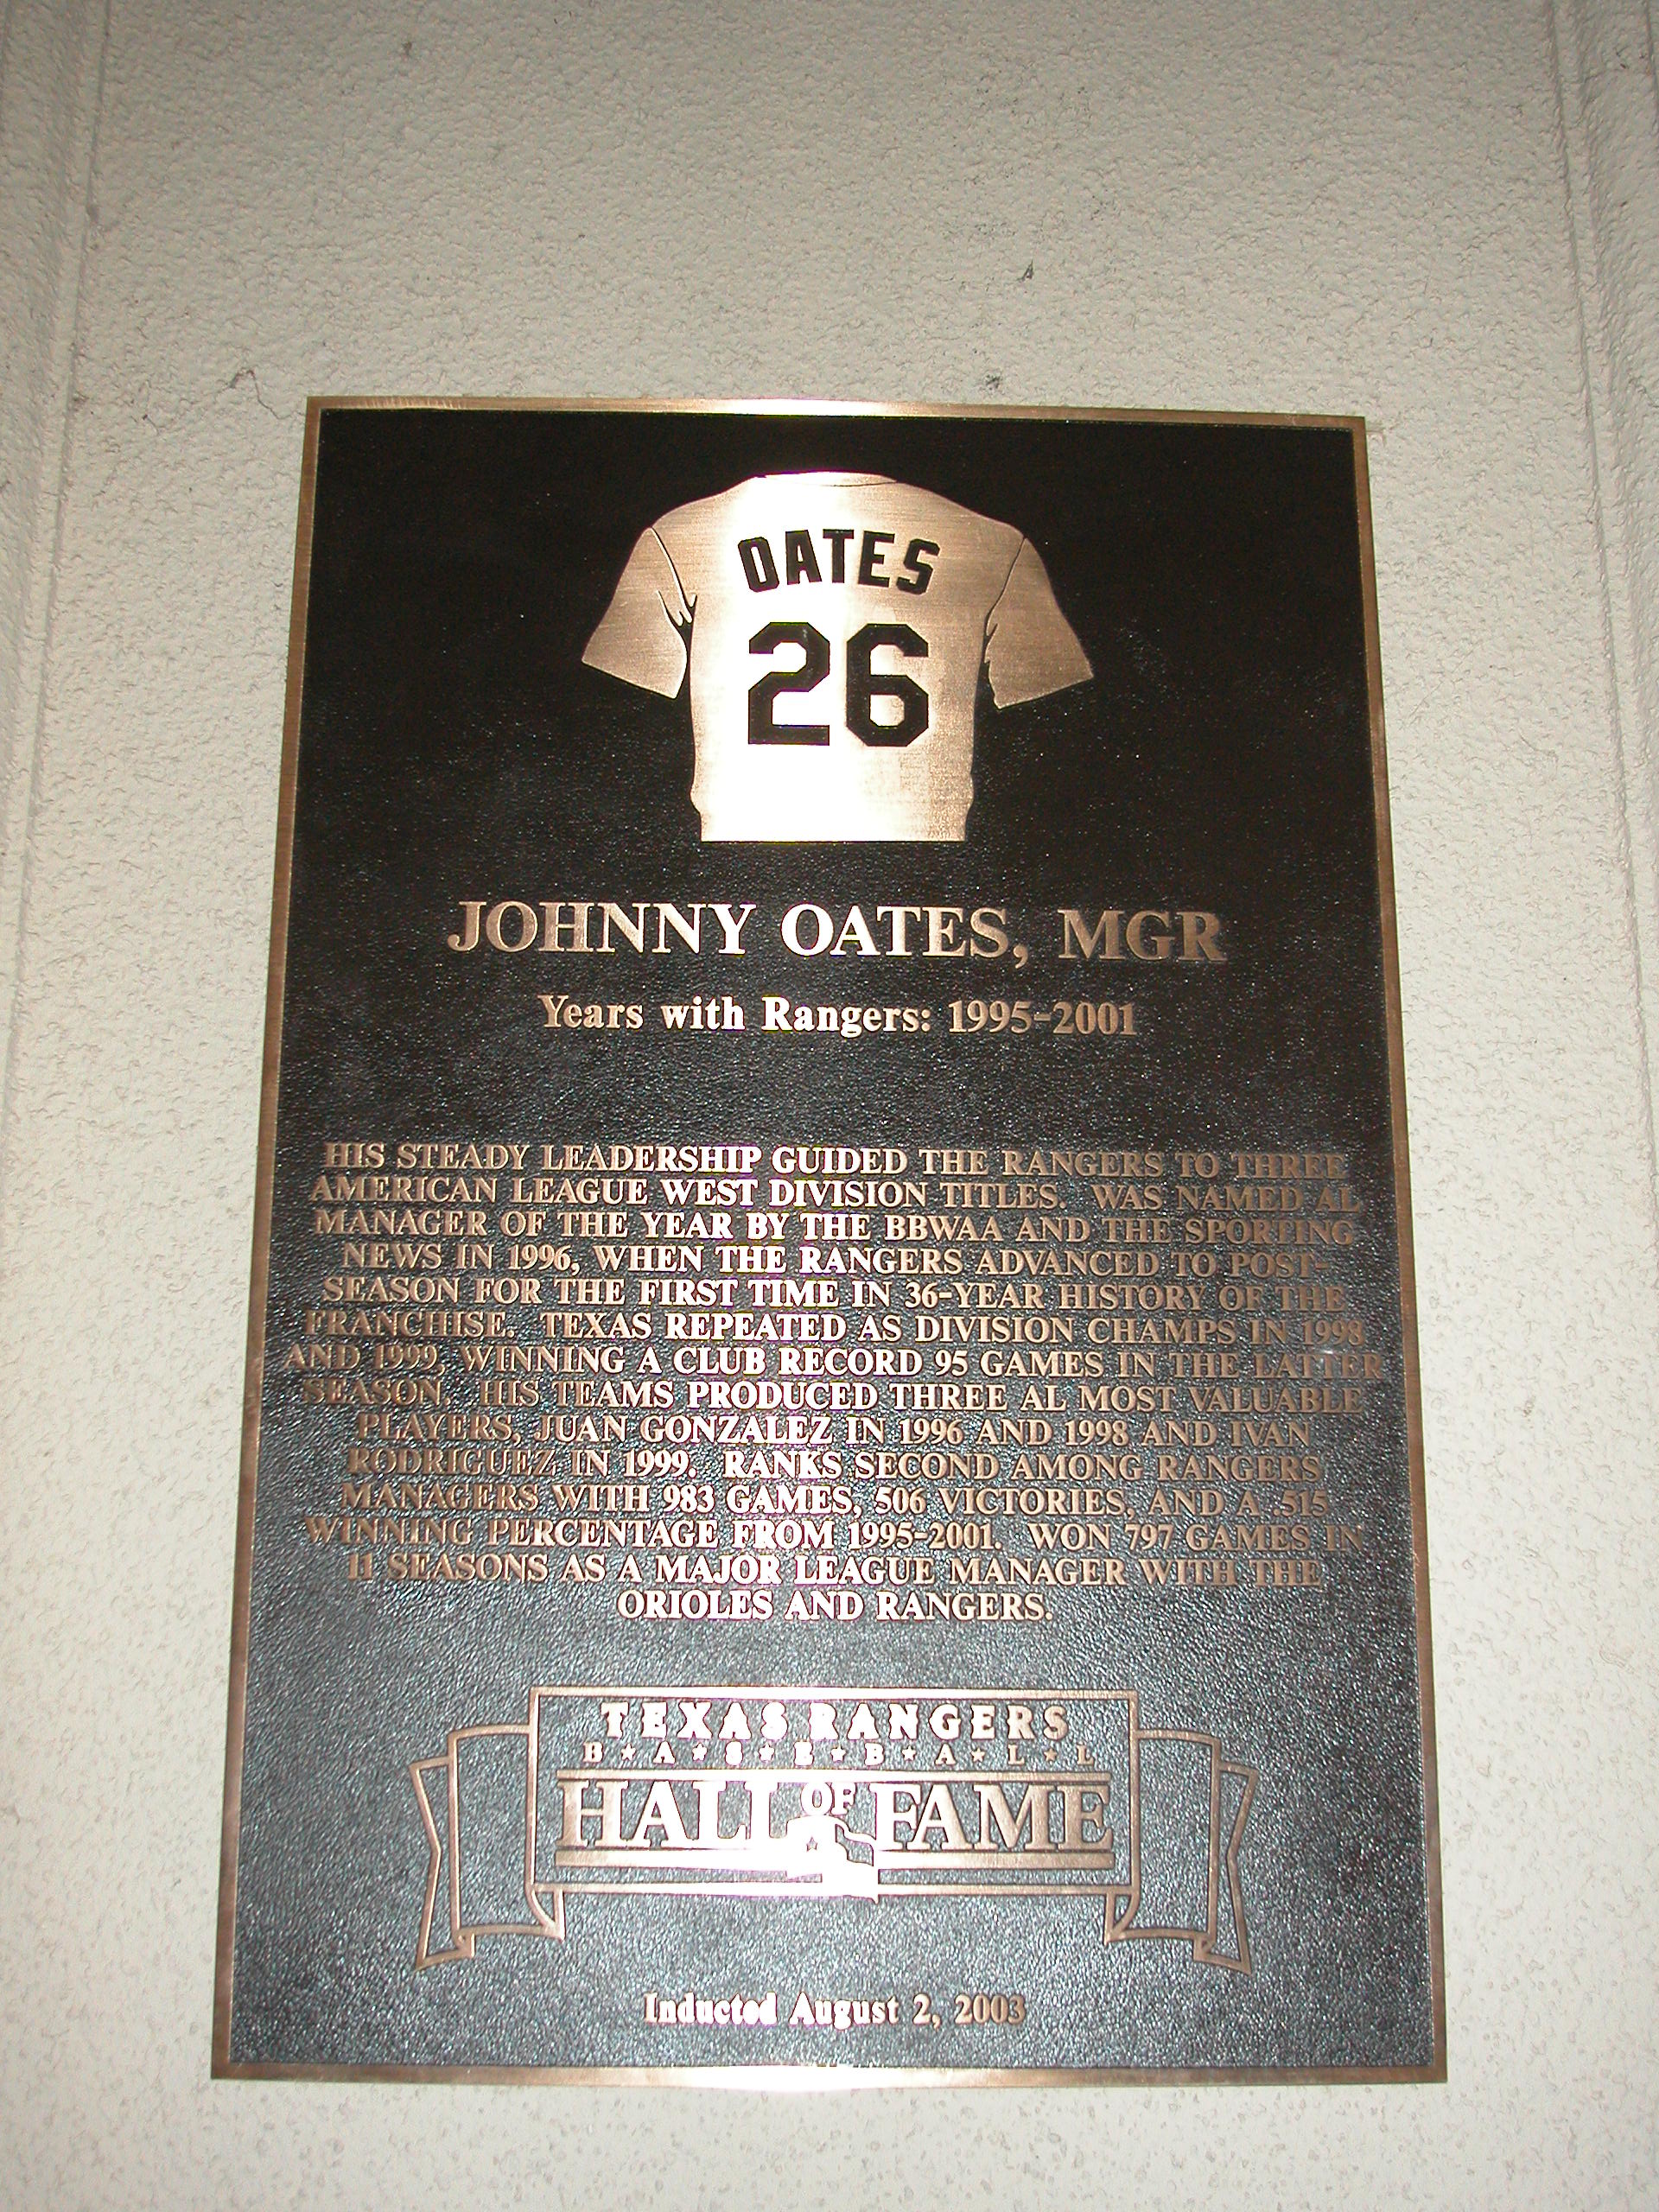 OATES
26
JOHNNY OATES, MGR
Years with Rangers: 1995-2001
HIS STEADY LEADERSHIP GUIDED THE RANGERS TO THREE
AMERICAN LEAGUE WEST DIVISION TITLES. WAS NAMED AL
MANAGER OF THE YEAR BY THE BBWAA AND THE SPORTING
NEWS IN 1996, WHEN THE RANGERS ADVANCED TO POST-
SEASON FOR THE FIRST TIME IN 36-YEAR HISTORY OF THE
FRANCHISE. TEXAS REPEATED AS DIVISION CHAMPS IN 1998
AND 1999, WINNING A CLUB RECORD 95 GAMES IN THE LATTER
SEASON. HIS TEAMS PRODUCED THREE AL MOST VALUABLE
PLAYERS, JUAN GONZALEZ IN 1996 AND 1998 AND IVAN
RODRIGUEZ IN 1999. RANKS SECOND AMONG RANGERS
MANAGERS WITH 983 GAMES, 506 VICTORIES, AND A .515
WINNING PERCENTAGE FROM 1995-2001. WON 797 GAMES IN
11 SEASONS AS A MAJOR LEAGUE MANAGER WITH THE
ORIOLES AND RANGERS.
TEXAS RANGERS
B★A★S★E★B★A★L★L
HALL OF FAME
Inducted August 2, 2003